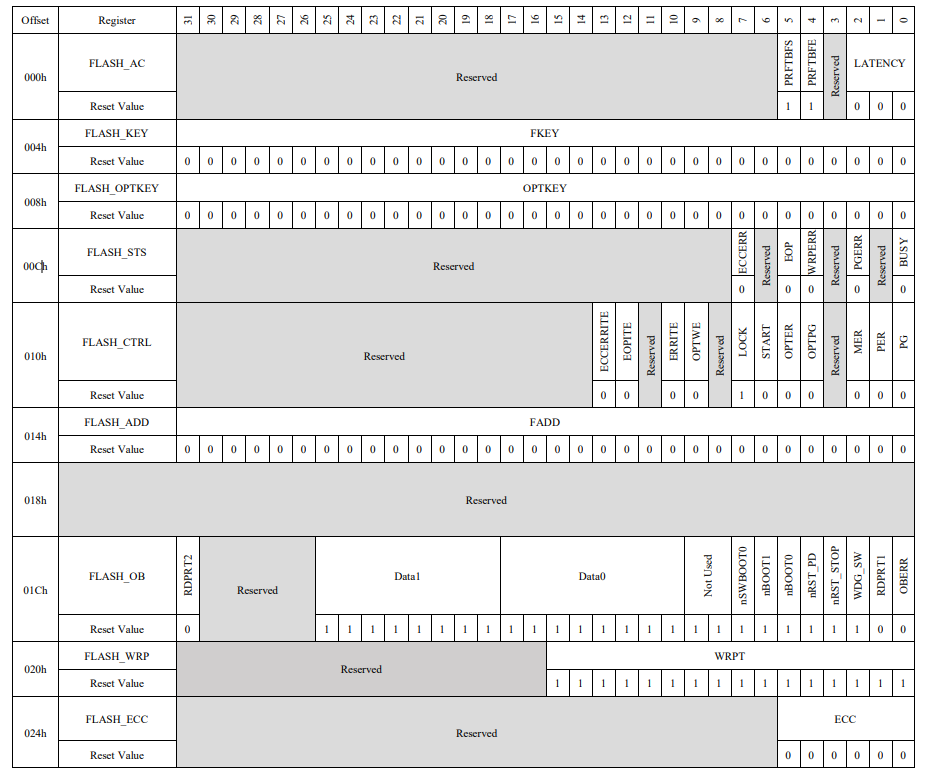 Offset Register 31 30 29 28 27 26 25 24 23 22 21 20 19 18 17 16 15 14 13 12 11 10 9 8 7 6 5 4 3 2 1 0
000h FLASH_AC Reserved PRFTBFS PRFTBFE Reserved LATENCY
Reset Value 1 1 0 0 0
004h FLASH_KEY FKEY
Reset Value 0 0 0 0 0 0 0 0 0 0 0 0 0 0 0 0 0 0 0 0 0 0 0 0 0 0 0 0 0 0 0 0
008h FLASH_OPTKEY OPTKEY
Reset Value 0 0 0 0 0 0 0 0 0 0 0 0 0 0 0 0 0 0 0 0 0 0 0 0 0 0 0 0 0 0 0 0
00Ch FLASH_STS Reserved ECCERR Reserved EOP WRPERR Reserved PGERR Reserved BUSY
Reset Value 0 0 0 0 0
010h FLASH_CTRL Reserved ECCERRITE EOPITE Reserved ERRITE OPTWE Reserved LOCK START OPTER OPTPG Reserved MER PER PG
Reset Value 0 0 0 0 1 0 0 0 0 0 0
014h FLASH_ADD FADD
Reset Value 0 0 0 0 0 0 0 0 0 0 0 0 0 0 0 0 0 0 0 0 0 0 0 0 0 0 0 0 0 0 0 0
018h Reserved
01Ch FLASH_OB RDPRT2 Reserved Data1 Data0 Not Used nSWBOOT0 nBOOT1 nBOOT0 nRST_PD nRST_STOP WDG_SW RDPRT1 OBERR
Reset Value 0 1 1 1 1 1 1 1 1 1 1 1 1 1 1 1 1 1 1 1 1 1 1 1 1 0 0
020h FLASH_WRP Reserved WRPT
Reset Value 1 1 1 1 1 1 1 1 1 1 1 1 1 1 1 1
024h FLASH_ECC Reserved ECC
Reset Value 0 0 0 0 0 0